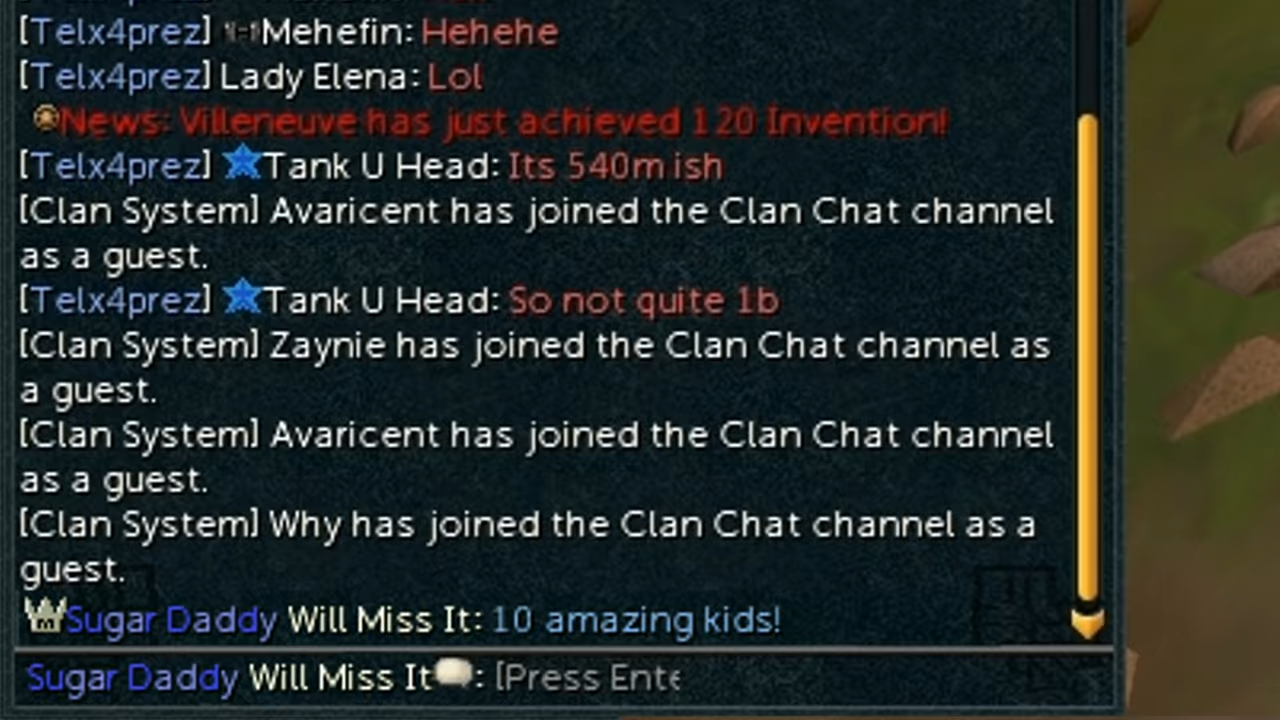 [Telx4prez] Mehefin: Hehehe
[Telx4prez] Lady Elena: Lol
News: Villeneuve has just achieved 120 Invention!
[Telx4prez] Tank U Head: Its 540m ish
[Clan System] Avaricent has joined the Clan Chat channel
as a guest.
[Telx4prez] Tank U Head: So not quite 1b
[Clan System] Zaynie has joined the Clan Chat channel as
a guest.
[Clan System] Avaricent has joined the Clan Chat channel
as a guest.
[Clan System] Why has joined the Clan Chat channel as a
guest.
Sugar Daddy Will Miss It: 10 amazing kids!
Sugar Daddy Will Miss It: [Press Ente